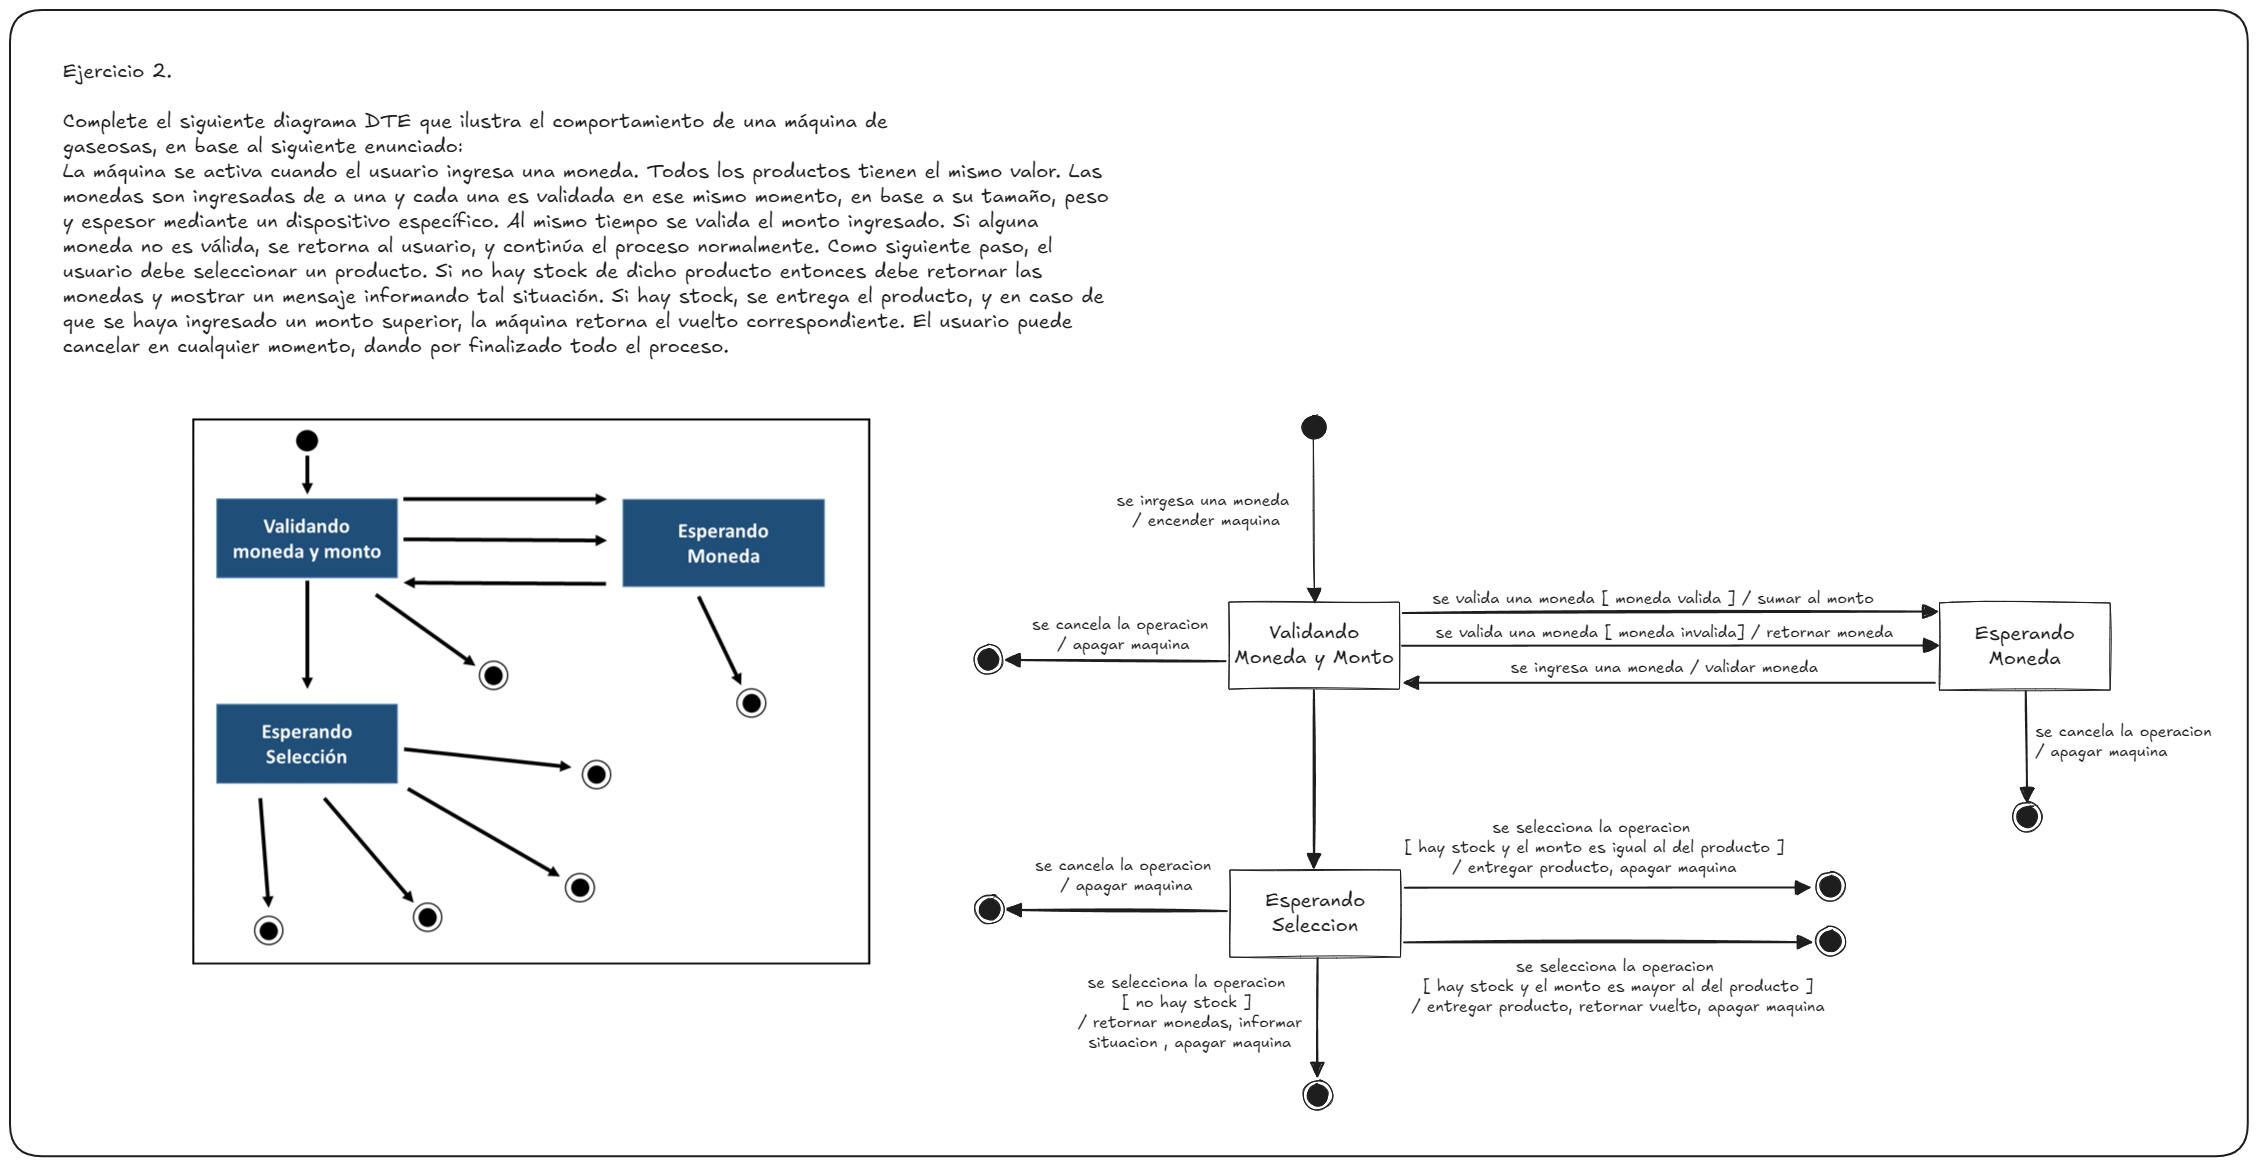 Ejercicio 2.
Complete el siguiente diagrama DTE que ilustra el comportamiento de una máquina de
gaseosas, en base al siguiente enunciado:
La máquina se activa cuando el usuario ingresa una moneda. Todos los productos tienen el mismo valor. Las
monedas son ingresadas de a una y cada una es validada en ese mismo momento, en base a su tamaño, peso
y espesor mediante un dispositivo específico. Al mismo tiempo se valida el monto ingresado. Si alguna
moneda no es válida, se retorna al usuario, y continúa el proceso normalmente. Como siguiente paso, el
usuario debe seleccionar un producto. Si no hay stock de dicho producto entonces debe retornar las
monedas y mostrar un mensaje informando tal situación. Si hay stock, se entrega el producto, y en caso de
que se haya ingresado un monto superior, la máquina retorna el vuelto correspondiente. El usuario puede
cancelar en cualquier momento, dando por finalizado todo el proceso.
Validando
moneda y monto
Esperando
Moneda
Esperando
Selección
se inrgesa una moneda
/ encender maquina
se cancela la operacion
/ apagar maquina
Validando
Moneda y Monto
se valida una moneda [ moneda valida ] / sumar al monto
se valida una moneda [ moneda invalida] / retornar moneda
se ingresa una moneda / validar moneda
Esperando
Moneda
se cancela la operacion
/ apagar maquina
se cancela la operacion
/ apagar maquina
Esperando
Seleccion
se selecciona la operacion
[ hay stock y el monto es igual al del producto ]
/ entregar producto, apagar maquina
se selecciona la operacion
[ hay stock y el monto es mayor al del producto ]
/ entregar producto, retornar vuelto, apagar maquina
se selecciona la operacion
[ no hay stock ]
/ retornar monedas, informar
situacion , apagar maquina